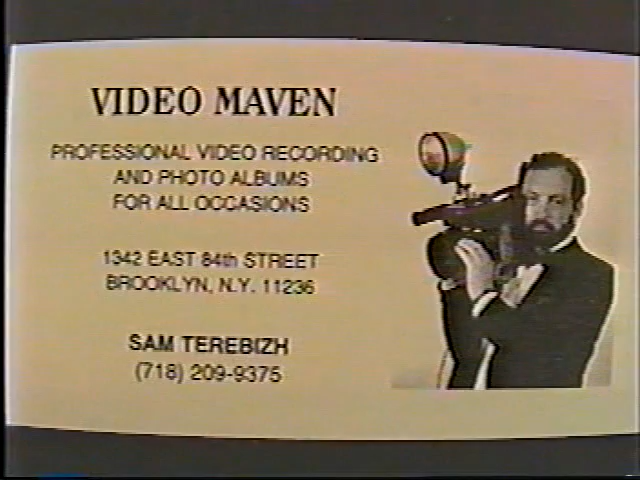 VIDEO MAVEN
PROFESSIONAL VIDEO RECORDING
AND PHOTO ALBUMS
FOR ALL OCCASIONS
1342 EAST 84th STREET
BROOKLYN, N.Y. 11236
SAM TEREBIZH
(718) 209-9375